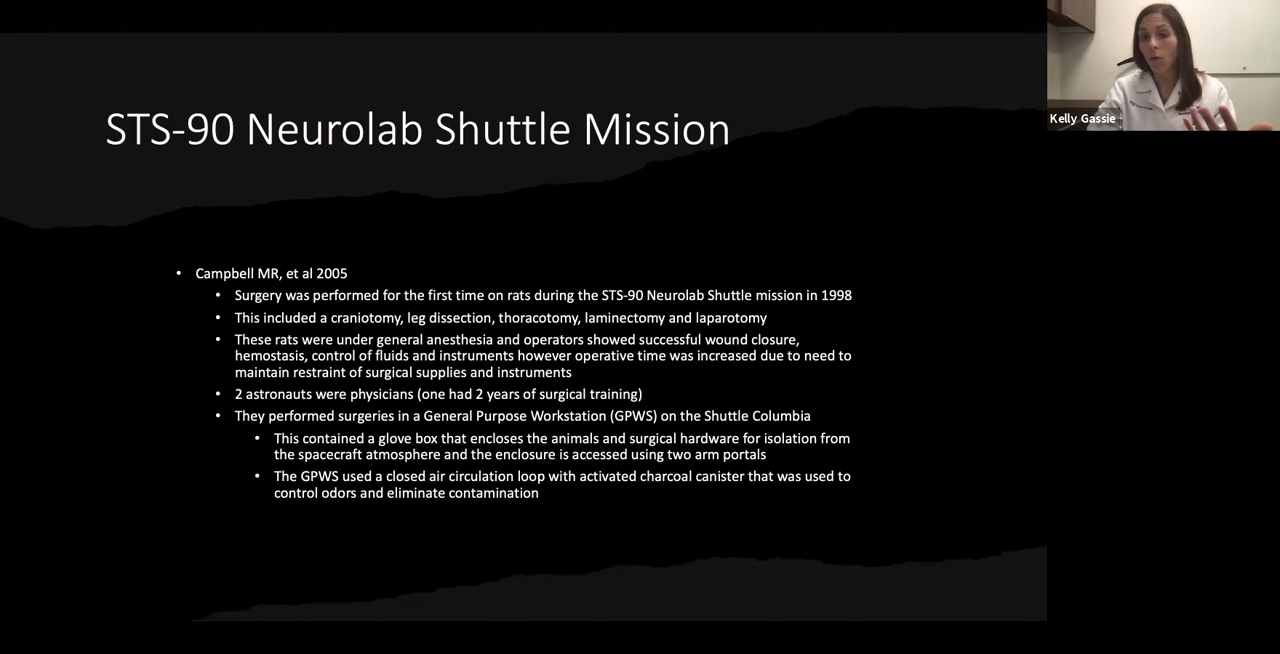 STS-90 Neurolab Shuttle Mission
Kelly Gassie
• Campbell MR, et al 2005
• Surgery was performed for the first time on rats during the STS-90 Neurolab Shuttle mission in 1998
• This included a craniotomy, leg dissection, thoracotomy, laminectomy and laparotomy
• These rats were under general anesthesia and operators showed successful wound closure,
hemostasis, control of fluids and instruments however operative time was increased due to need to
maintain restraint of surgical supplies and instruments
• 2 astronauts were physicians (one had 2 years of surgical training)
• They performed surgeries in a General Purpose Workstation (GPWS) on the Shuttle Columbia
• This contained a glove box that encloses the animals and surgical hardware for isolation from
the spacecraft atmosphere and the enclosure is accessed using two arm portals
• The GPWS used a closed air circulation loop with activated charcoal canister that was used to
control odors and eliminate contamination